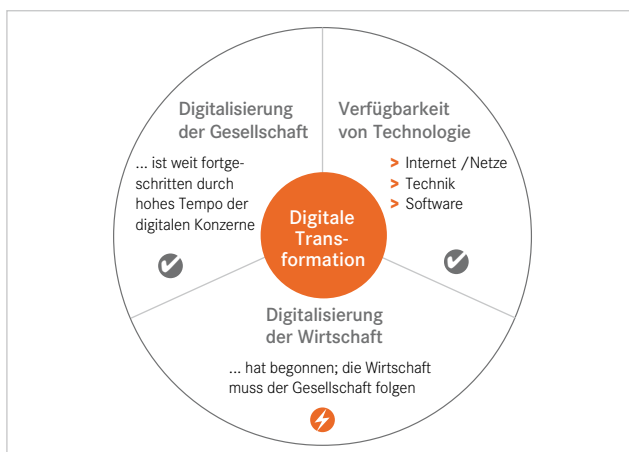 Digitalisierung
der Gesellschaft
... ist weit fortge-
schritten durch
hohes Tempo der
digitalen Konzerne
Verfügbarkeit
von Technologie
> Internet /Netze
> Technik
> Software
Digitale
Trans-
formation
Digitalisierung
der Wirtschaft
... hat begonnen; die Wirtschaft
muss der Gesellschaft folgen